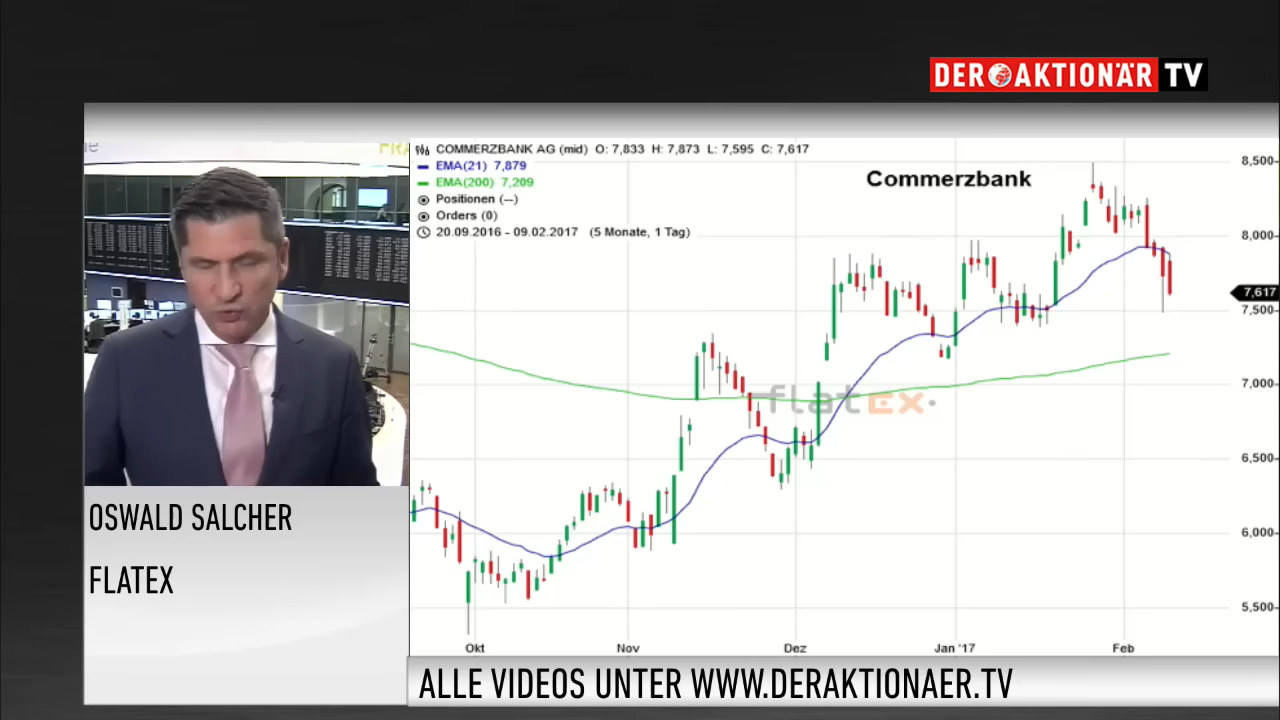 DER AKTIONÄR TV
COMMERZBANK AG (mid) O: 7,833 H: 7,873 L: 7,595 C: 7,617
EMA(21) 7,879
EMA(200) 7,209
Positionen (--)
Orders (0)
20.09.2016 - 09.02.2017 (5 Monate, 1 Tag)
Commerzbank
8,500
8,000
7,617
7,500
7,000
6,500
6,000
5,500
flatex
Okt Nov Dez Jan '17 Feb
OSWALD SALCHER
FLATEX
ALLE VIDEOS UNTER WWW.DERAKTIONAER.TV